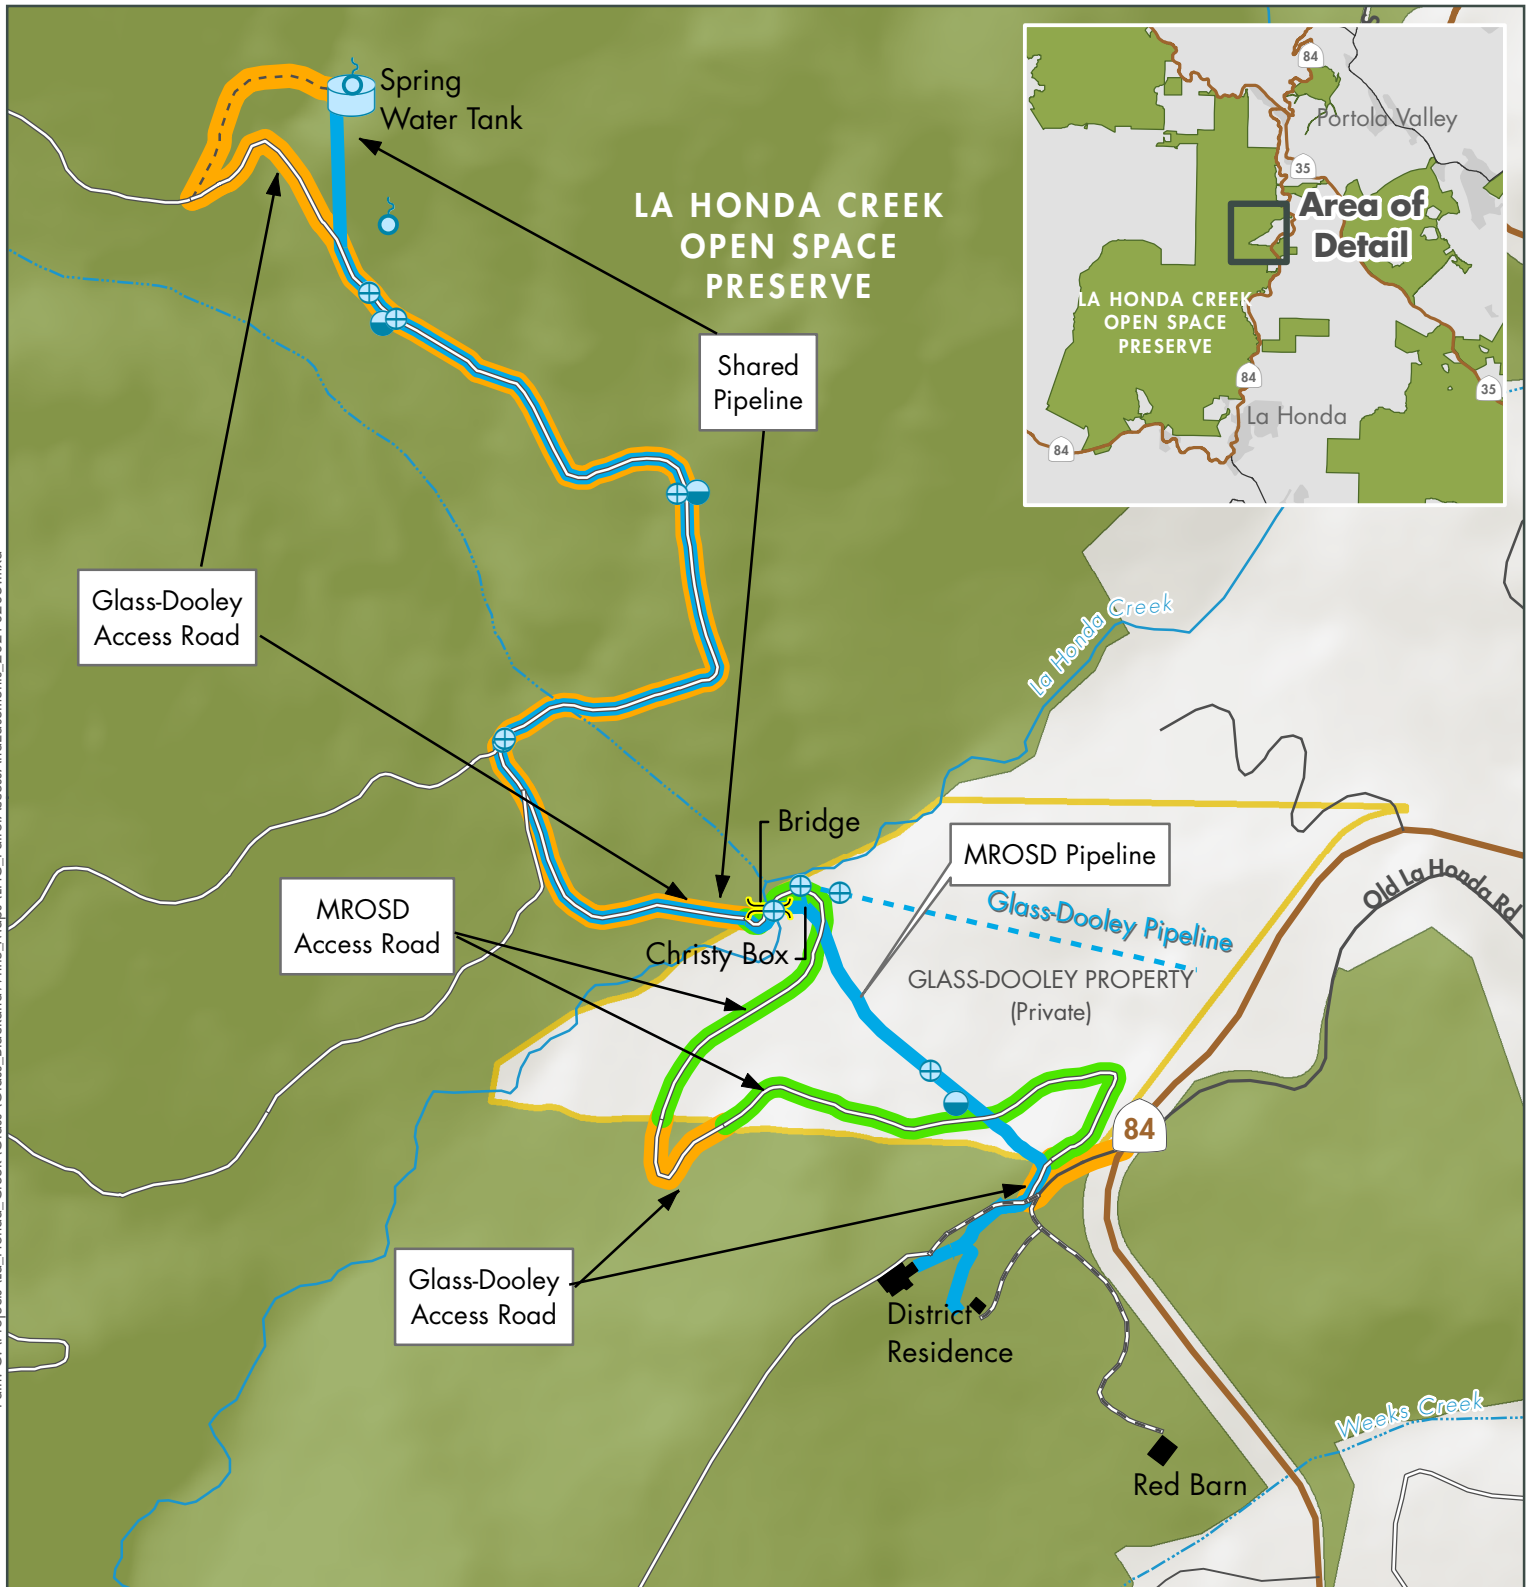 Spring
Water Tank
LA HONDA CREEK
OPEN SPACE
PRESERVE
84
Portola Valley
35
Area of
Detail
LA HONDA CREEK
OPEN SPACE
PRESERVE
84
35
La Honda
84
Shared
Pipeline
Glass-Dooley
Access Road
La Honda Creek
Bridge
MROSD Pipeline
Old La Honda Rd
MROSD
Access Road
Glass-Dooley Pipeline
Christy Box
GLASS-DOOLEY PROPERTY
(Private)
84
Glass-Dooley
Access Road
District
Residence
Weeks Creek
Red Barn